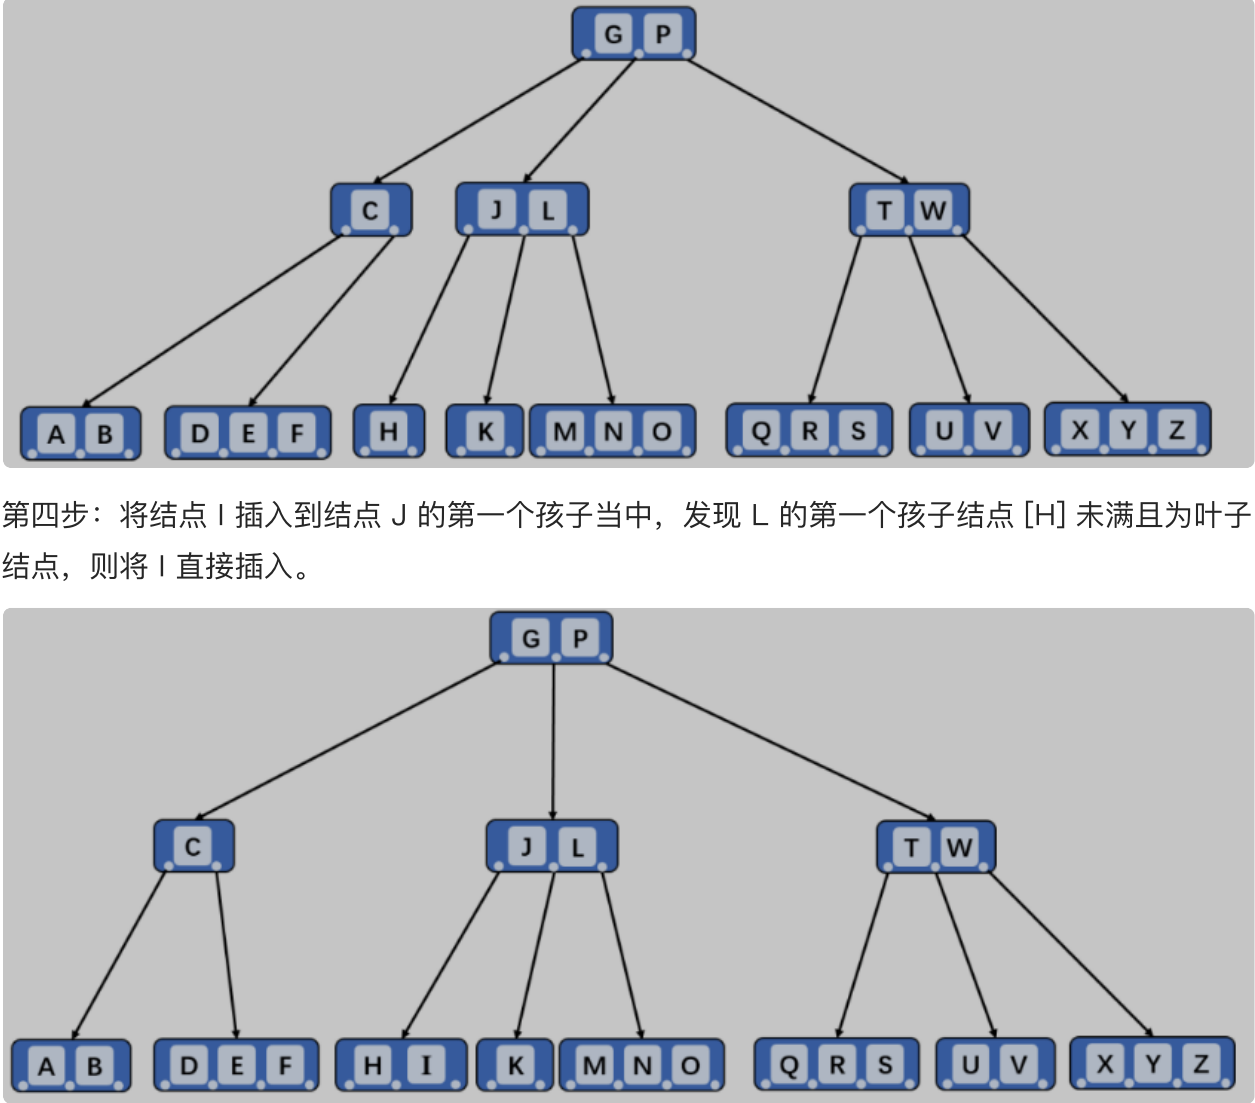 G P
C J L T W
A B D E F H K M N O Q R S U V X Y Z
第四步：将结点 I 插入到结点 J 的第一个孩子当中，发现 L 的第一个孩子结点 [H] 未满且为叶子
结点，则将 I 直接插入。
G P
C J L T W
A B D E F H I K M N O Q R S U V X Y Z